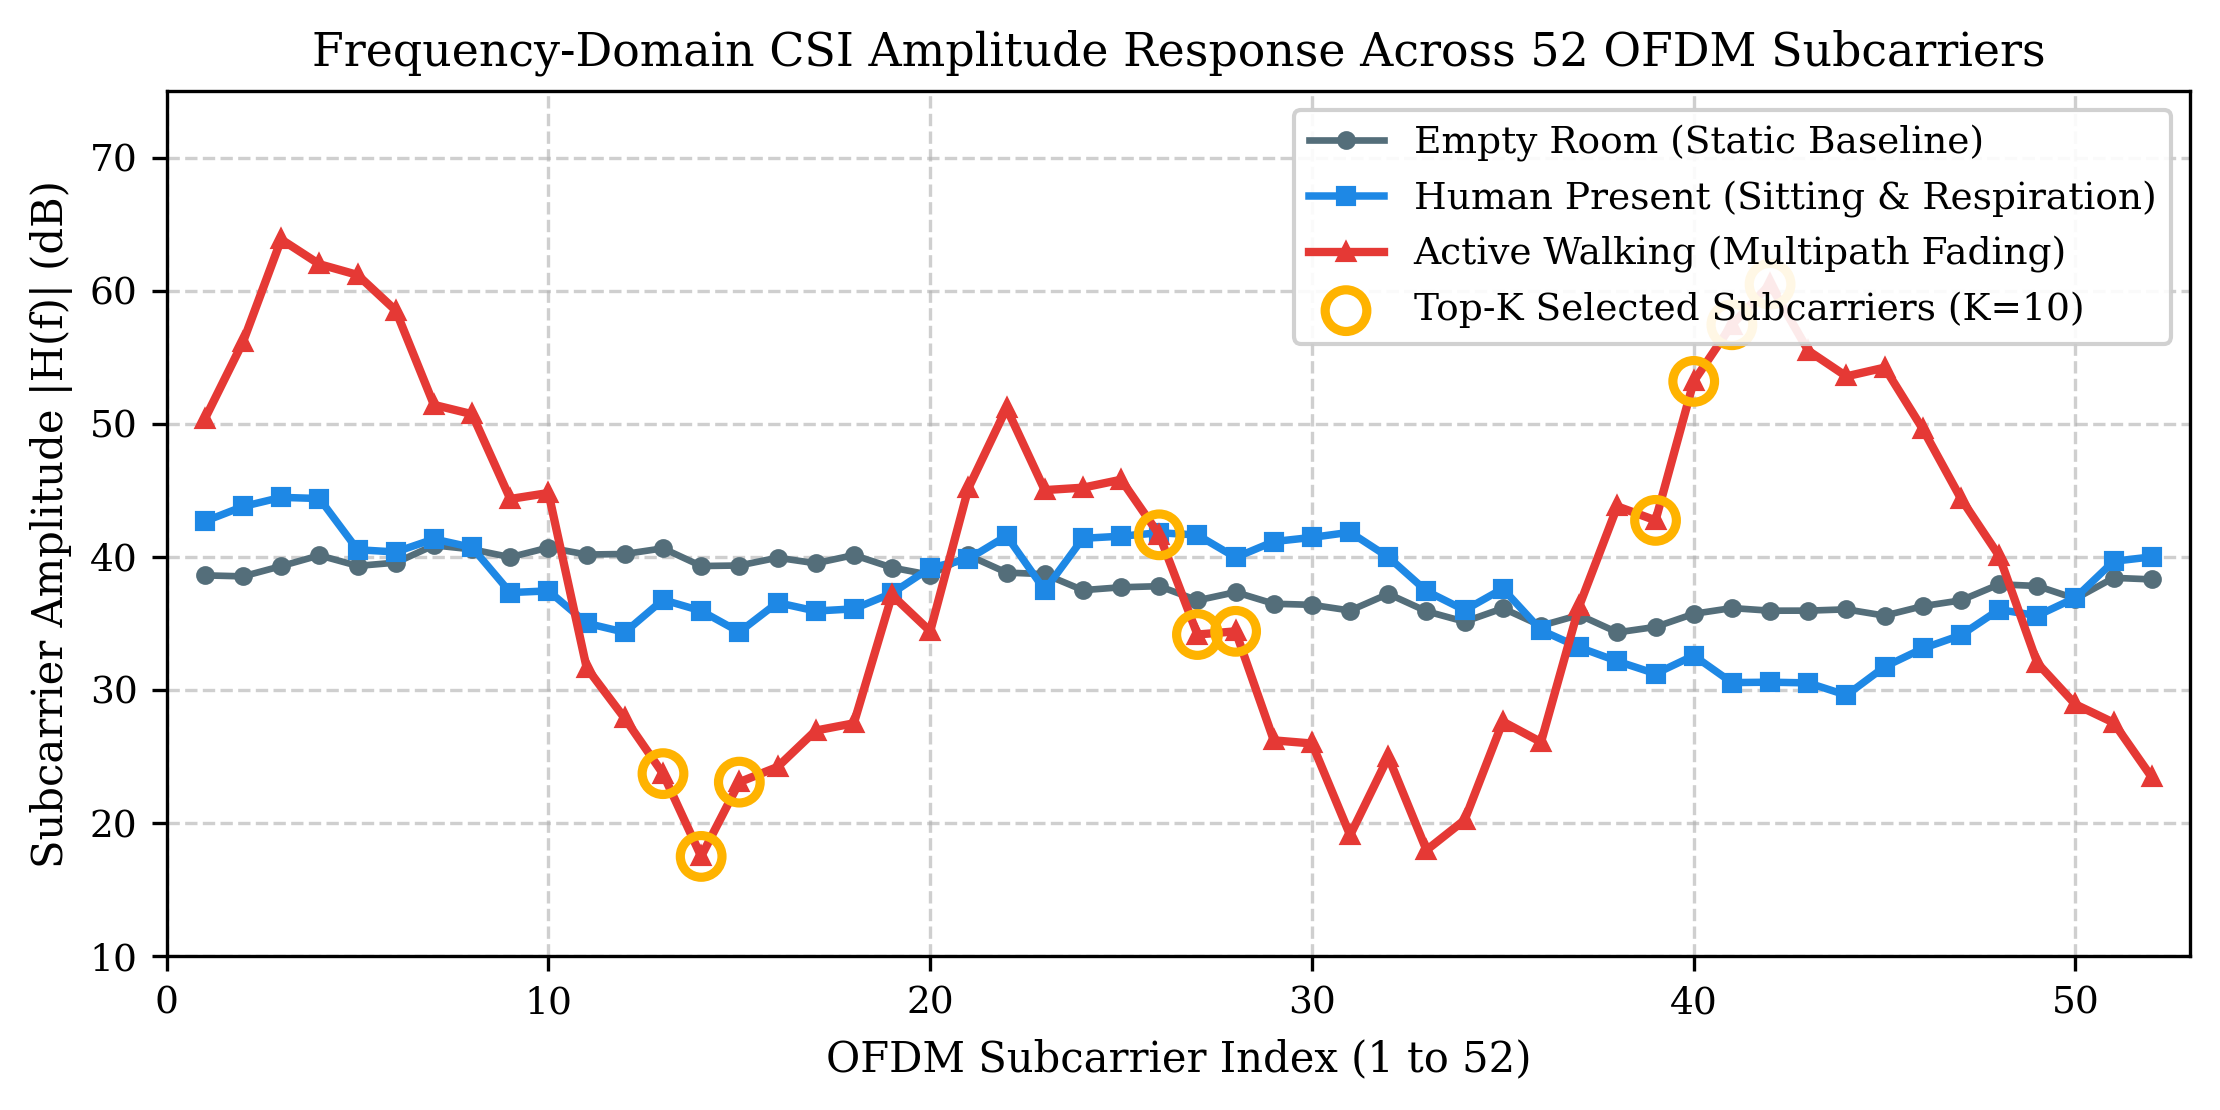 Frequency-Domain CSI Amplitude Response Across 52 OFDM Subcarriers
Subcarrier Amplitude |H(f)| (dB)
70
60
50
40
30
20
10
Empty Room (Static Baseline)
Human Present (Sitting & Respiration)
Active Walking (Multipath Fading)
Top-K Selected Subcarriers (K=10)
0 10 20 30 40 50
OFDM Subcarrier Index (1 to 52)